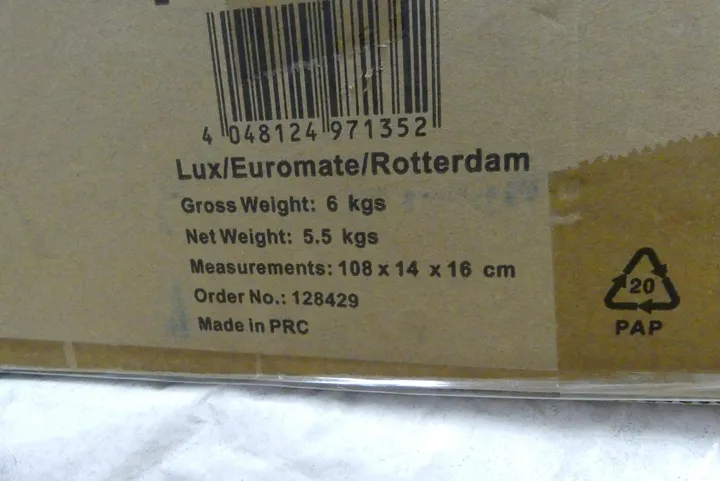 4 048124 971352
Lux/Euromate/Rotterdam
Gross Weight: 6 kgs
Net Weight: 5.5 kgs
Measurements: 108 x 14 x 16 cm
Order No.: 128429
Made in PRC
20
PAP